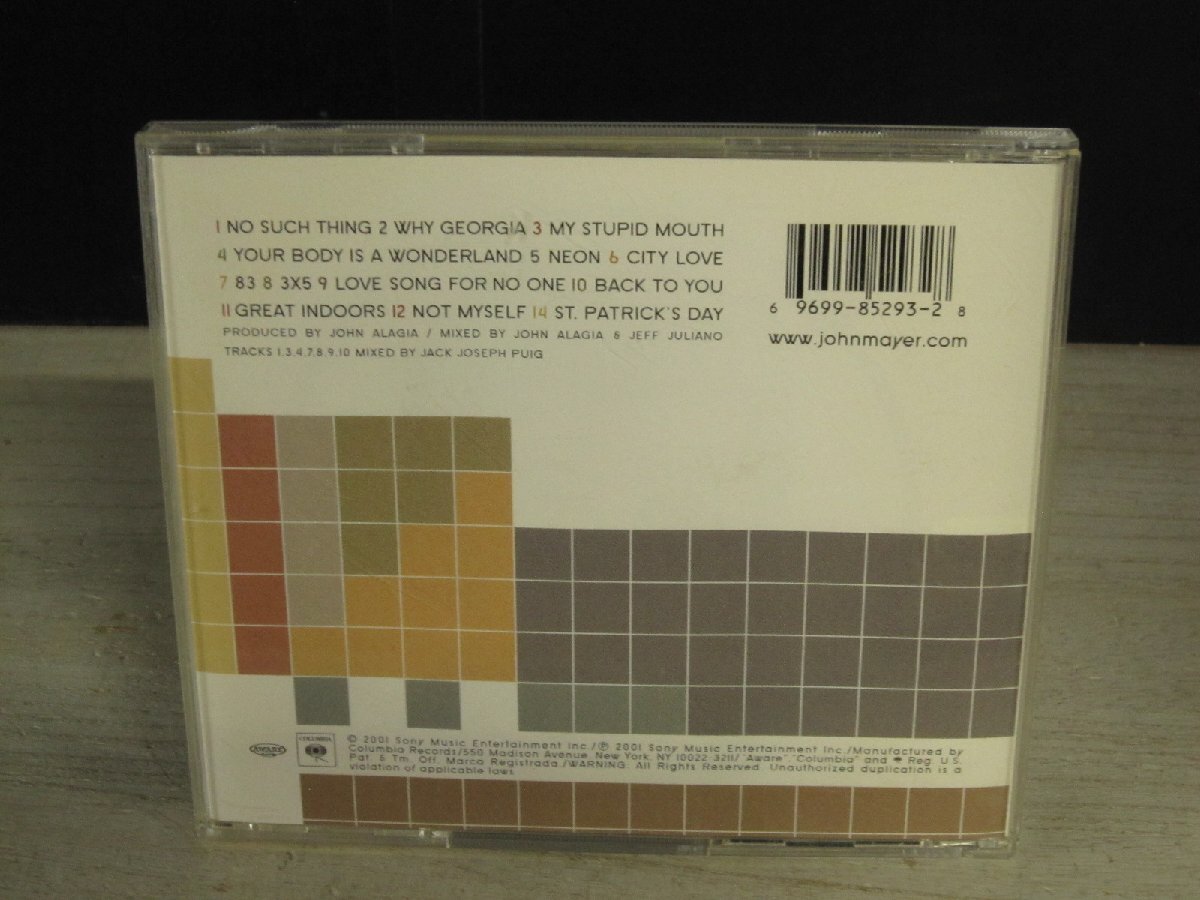 1 NO SUCH THING 2 WHY GEORGIA 3 MY STUPID MOUTH
4 YOUR BODY IS A WONDERLAND 5 NEON 6 CITY LOVE
7 83 8 3X5 9 LOVE SONG FOR NO ONE 10 BACK TO YOU
11 GREAT INDOORS 12 NOT MYSELF 14 ST. PATRICK'S DAY
PRODUCED BY JOHN ALAGIA / MIXED BY JOHN ALAGIA & JEFF JULIANO
TRACKS 1,3,4,7,8,9,10 MIXED BY JACK JOSEPH PUIG
6 9699-85293-2 8
www.johnmayer.com
AWARE
COLUMBIA
© 2001 Sony Music Entertainment Inc./℗ 2001 Sony Music Entertainment Inc./Manufactured by
Columbia Records/550 Madison Avenue, New York, NY 10022-3211/"Aware","Columbia" and Reg. U.S.
Pat. & Tm. Off. Marca Registrada./WARNING: All Rights Reserved. Unauthorized duplication is a
violation of applicable laws.